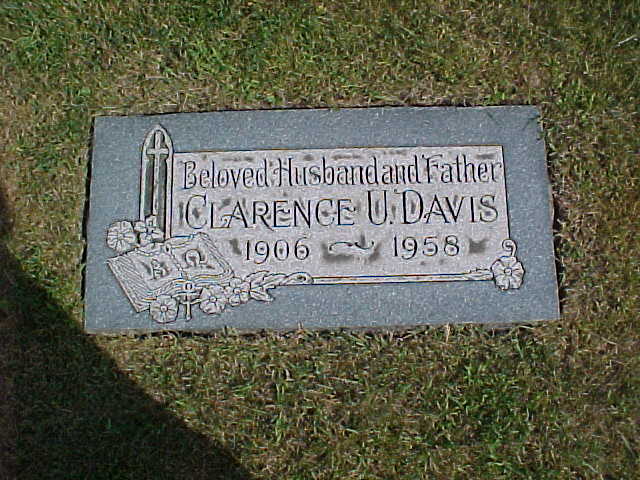 Beloved Husband and Father
CLARENCE U. DAVIS
1906 ~ 1958
Α Ω